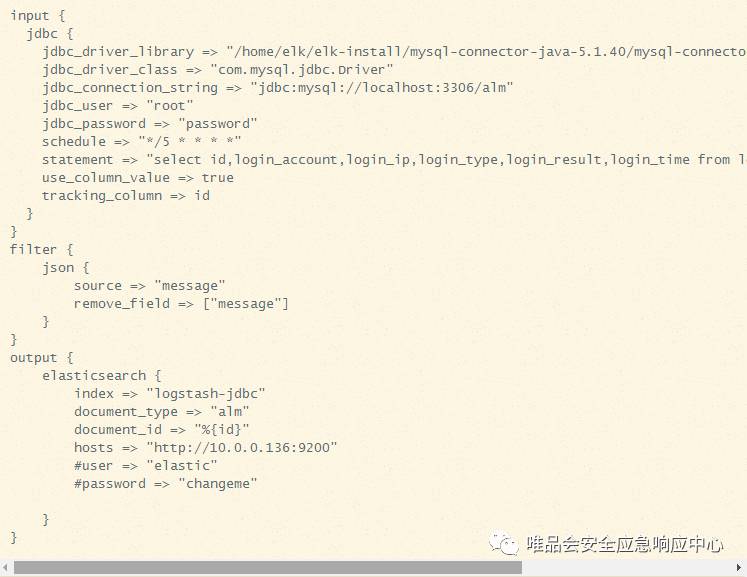 input {
  jdbc {
    jdbc_driver_library => "/home/elk/elk-install/mysql-connector-java-5.1.40/mysql-connecto
    jdbc_driver_class => "com.mysql.jdbc.Driver"
    jdbc_connection_string => "jdbc:mysql://localhost:3306/alm"
    jdbc_user => "root"
    jdbc_password => "password"
    schedule => "*/5 * * * *"
    statement => "select id,login_account,login_ip,login_type,login_result,login_time from l
    use_column_value => true
    tracking_column => id
  }
}
filter {
    json {
        source => "message"
        remove_field => ["message"]
    }
}
output {
    elasticsearch {
        index => "logstash-jdbc"
        document_type => "alm"
        document_id => "%{id}"
        hosts => "http://10.0.0.136:9200"
        #user => "elastic"
        #password => "changeme"
    }
}
唯品会安全应急响应中心